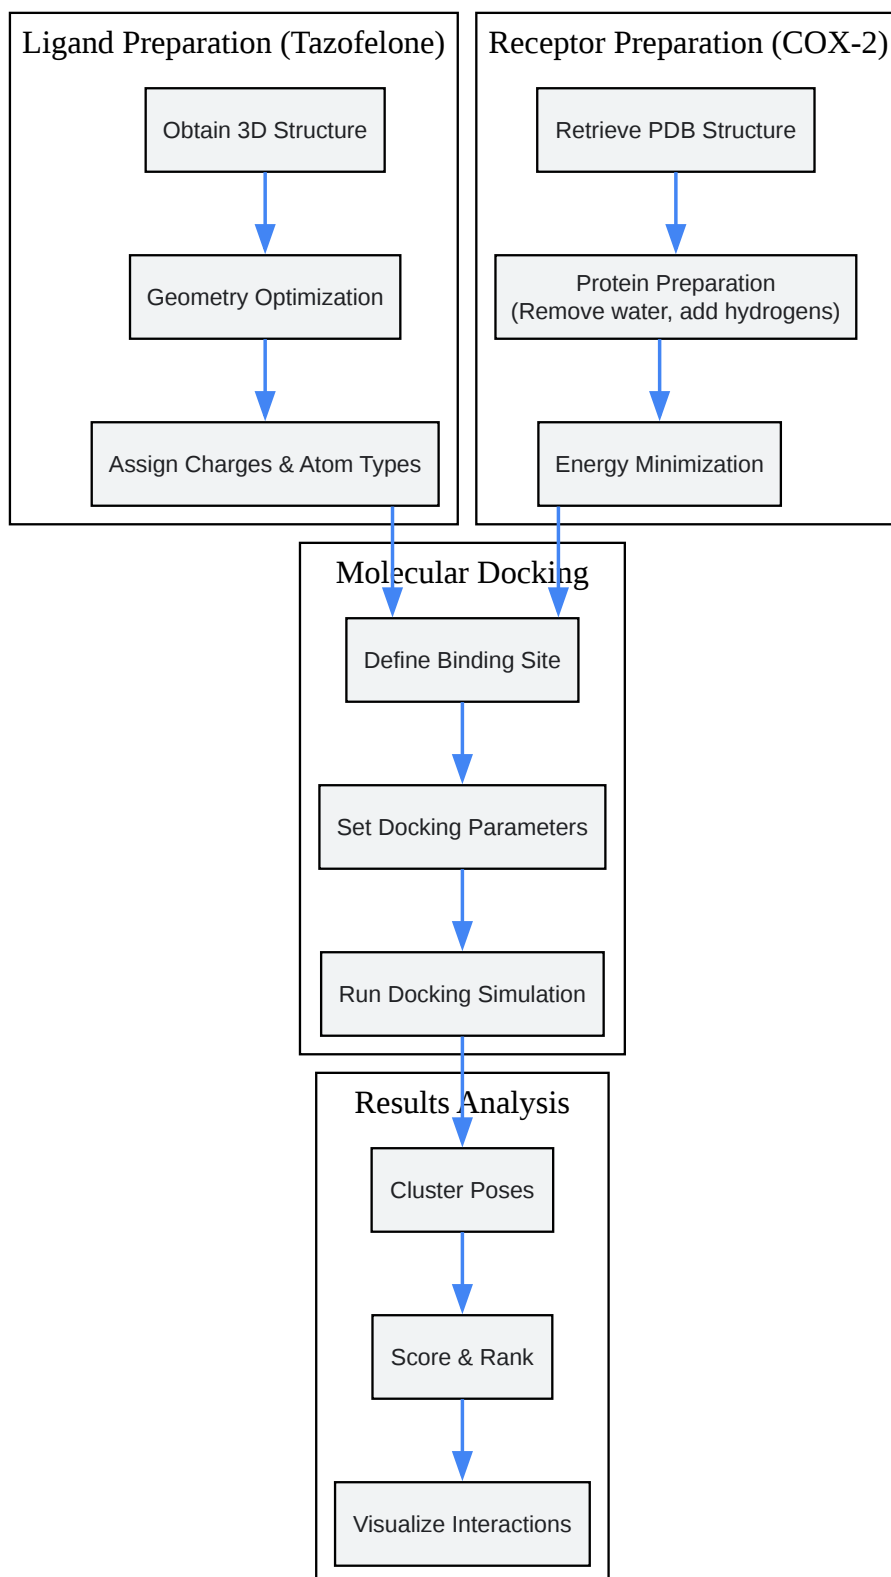 Ligand Preparation (Tazofelone)
Obtain 3D Structure
Geometry Optimization
Assign Charges & Atom Types
Receptor Preparation (COX-2)
Retrieve PDB Structure
Protein Preparation
(Remove water, add hydrogens)
Energy Minimization
Molecular Docking
Define Binding Site
Set Docking Parameters
Run Docking Simulation
Results Analysis
Cluster Poses
Score & Rank
Visualize Interactions